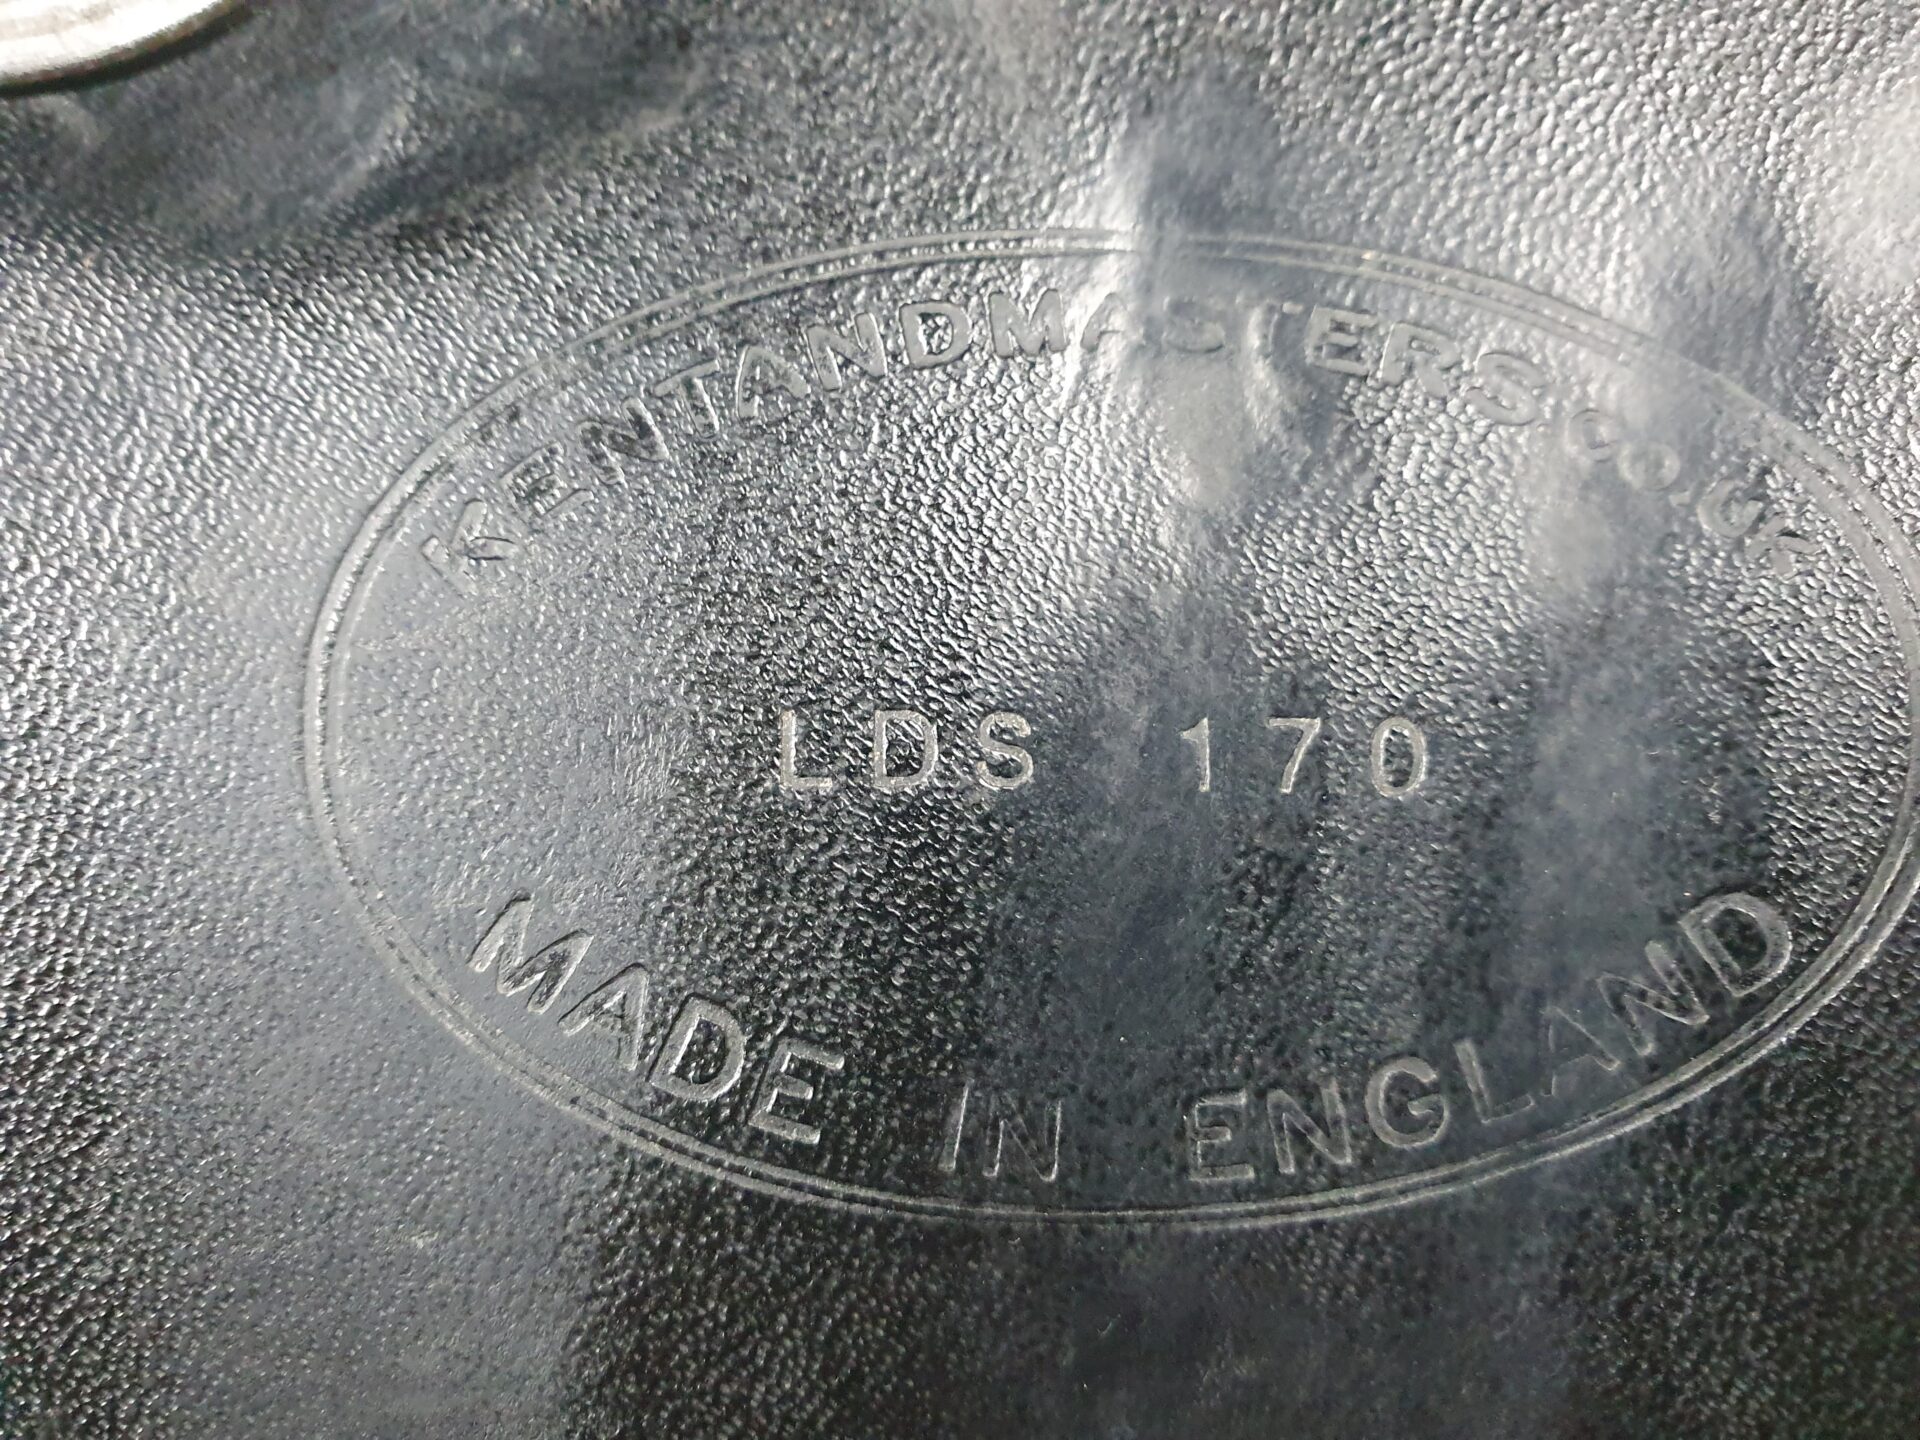 KENTANDMASTERS.CO.UK
LDS 170
MADE IN ENGLAND